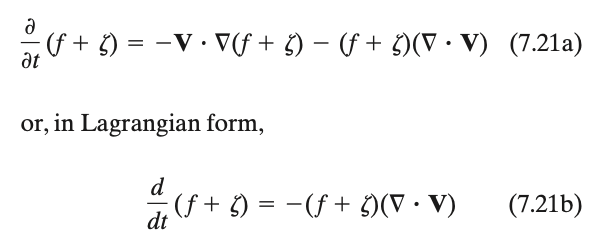 ∂/∂t (f + ζ) = −V · ∇(f + ζ) − (f + ζ)(∇ · V) (7.21a)
or, in Lagrangian form,
d/dt (f + ζ) = −(f + ζ)(∇ · V) (7.21b)